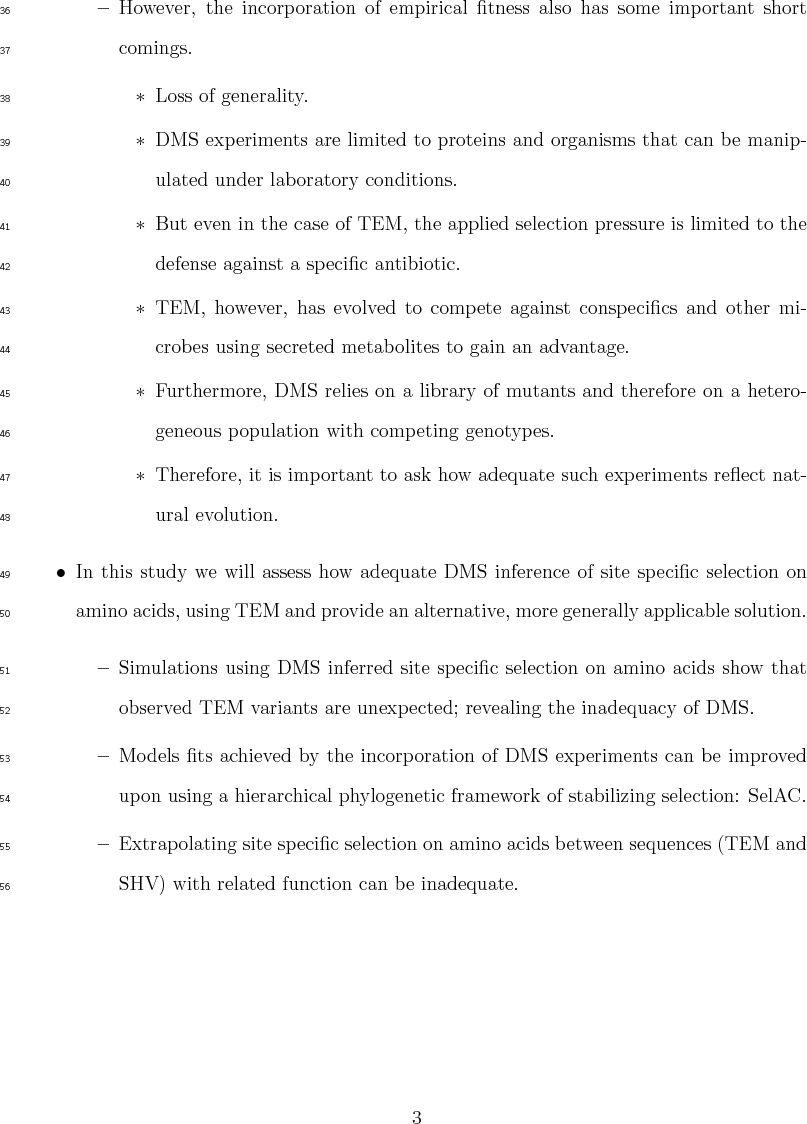 36 – However, the incorporation of empirical fitness also has some important short
37 comings.
38 ∗ Loss of generality.
39 ∗ DMS experiments are limited to proteins and organisms that can be manip-
40 ulated under laboratory conditions.
41 ∗ But even in the case of TEM, the applied selection pressure is limited to the
42 defense against a specific antibiotic.
43 ∗ TEM, however, has evolved to compete against conspecifics and other mi-
44 crobes using secreted metabolites to gain an advantage.
45 ∗ Furthermore, DMS relies on a library of mutants and therefore on a hetero-
46 geneous population with competing genotypes.
47 ∗ Therefore, it is important to ask how adequate such experiments reflect nat-
48 ural evolution.
49 • In this study we will assess how adequate DMS inference of site specific selection on
50 amino acids, using TEM and provide an alternative, more generally applicable solution.
51 – Simulations using DMS inferred site specific selection on amino acids show that
52 observed TEM variants are unexpected; revealing the inadequacy of DMS.
53 – Models fits achieved by the incorporation of DMS experiments can be improved
54 upon using a hierarchical phylogenetic framework of stabilizing selection: SelAC.
55 – Extrapolating site specific selection on amino acids between sequences (TEM and
56 SHV) with related function can be inadequate.
3